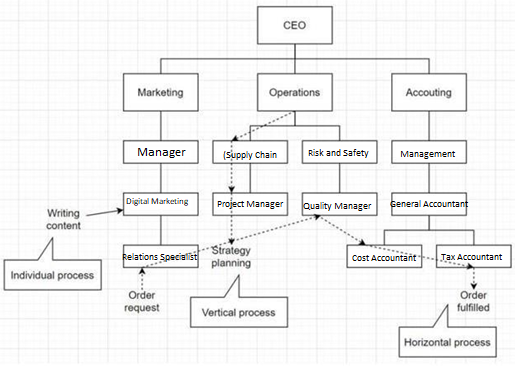 CEO
Marketing
Operations
Accouting
Manager
(Supply Chain
Risk and Safety
Management
Digital Marketing
Project Manager
Quality Manager
General Accountant
Writing
content
Relations Specialist
Strategy
planning
Cost Accountant
Tax Accountant
Individual process
Order
request
Vertical process
Order
fulfilled
Horizontal process